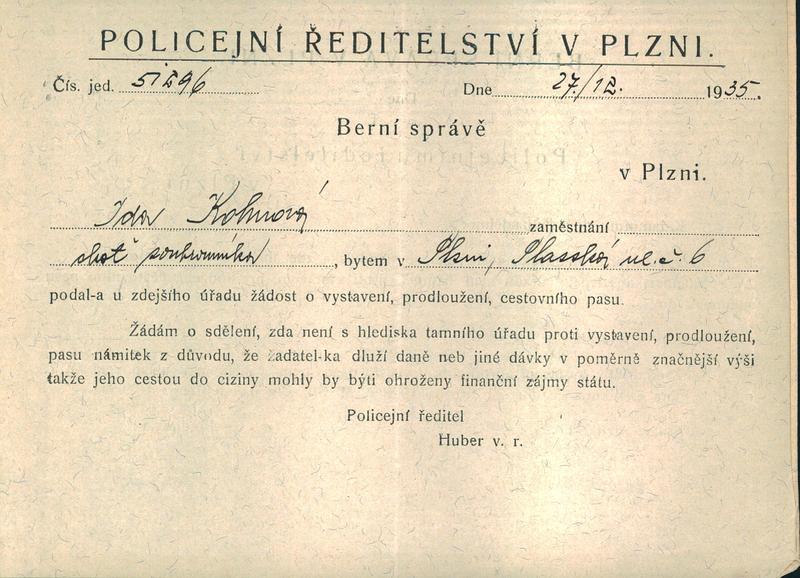 POLICEJNÍ ŘEDITELSTVÍ V PLZNI.
Čís. jed. 51296 Dne 27/12. 1935.
Berní správě
v Plzni.
Ida Kohnová zaměstnání
choť soukromníka, bytem v Plzni, Plasská ul. č. 6
podal-a u zdejšího úřadu žádost o vystavení, prodloužení, cestovního pasu.
Žádám o sdělení, zda není s hlediska tamního úřadu proti vystavení, prodloužení,
pasu námitek z důvodu, že žadatel-ka dluží daně neb jiné dávky v poměrně značnější výši
takže jeho cestou do ciziny mohly by býti ohroženy finanční zájmy státu.
Policejní ředitel
Huber v. r.